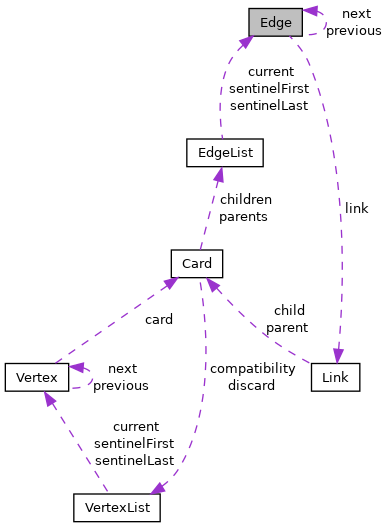 Edge
next
previous
current
sentinelFirst
sentinelLast
EdgeList
link
children
parents
Card
card
child
parent
Vertex
next
previous
compatibility
discard
Link
current
sentinelFirst
sentinelLast
VertexList